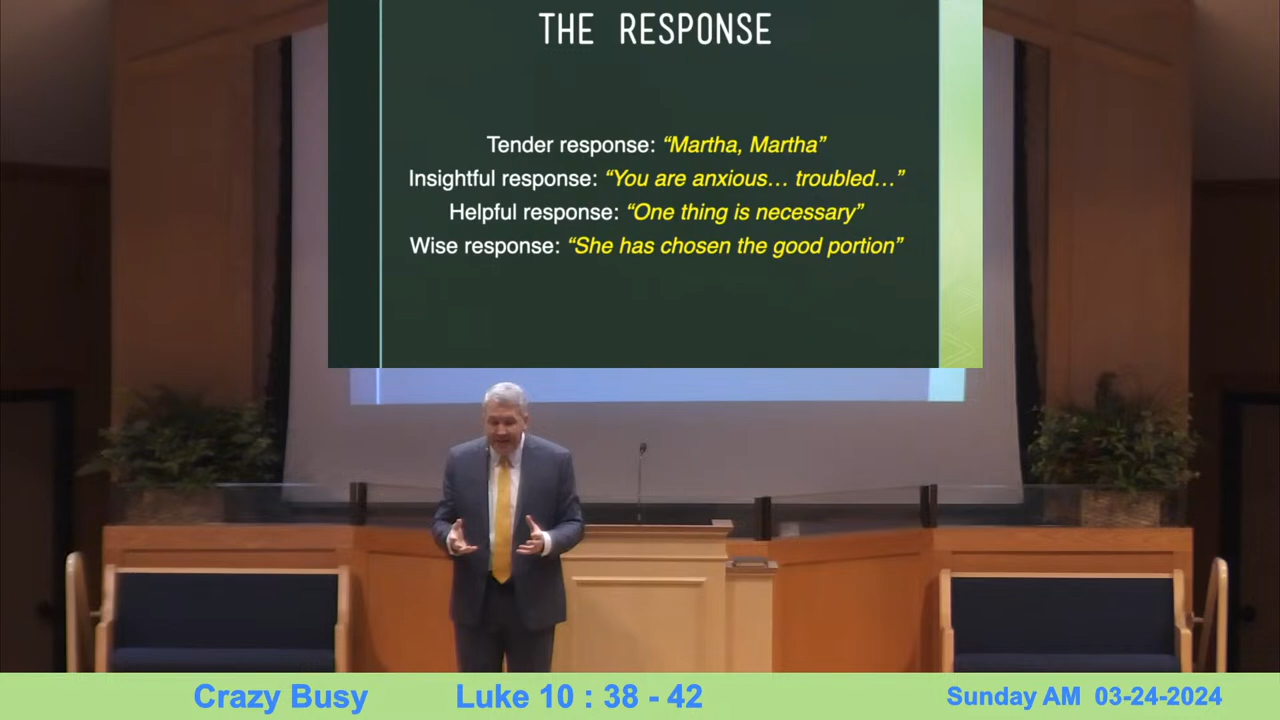 THE RESPONSE
Tender response: “Martha, Martha”
Insightful response: “You are anxious… troubled…”
Helpful response: “One thing is necessary”
Wise response: “She has chosen the good portion”
Crazy Busy Luke 10 : 38 - 42 Sunday AM 03-24-2024